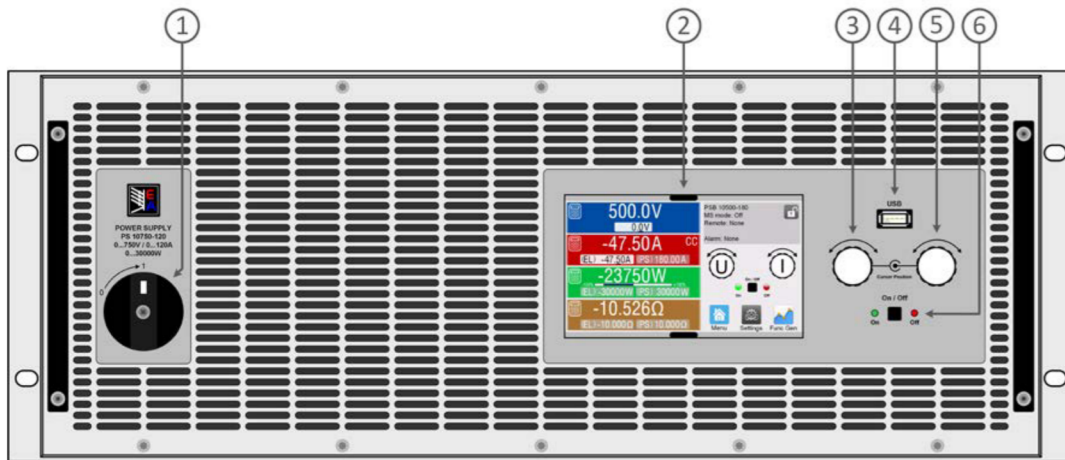 1
2
3
4
5
6
POWER SUPPLY
PS 10750-120
0...750V / 0...120A
0...30000W
0
1
500.0V
0.0V
-47.50A CC
(EL) -47.50A (PS) 180.00A
-23750W
(EL)-30000W (PS) 30000W
-10.526Ω
(EL)-10.000Ω (PS)10.000Ω
PSB 10500-180
MS mode: Off
Remote: None
Alarm: None
U
I
On / Off
On
Off
Menu
Settings
Func.Gen
USB
Cursor Position
On / Off
On
Off